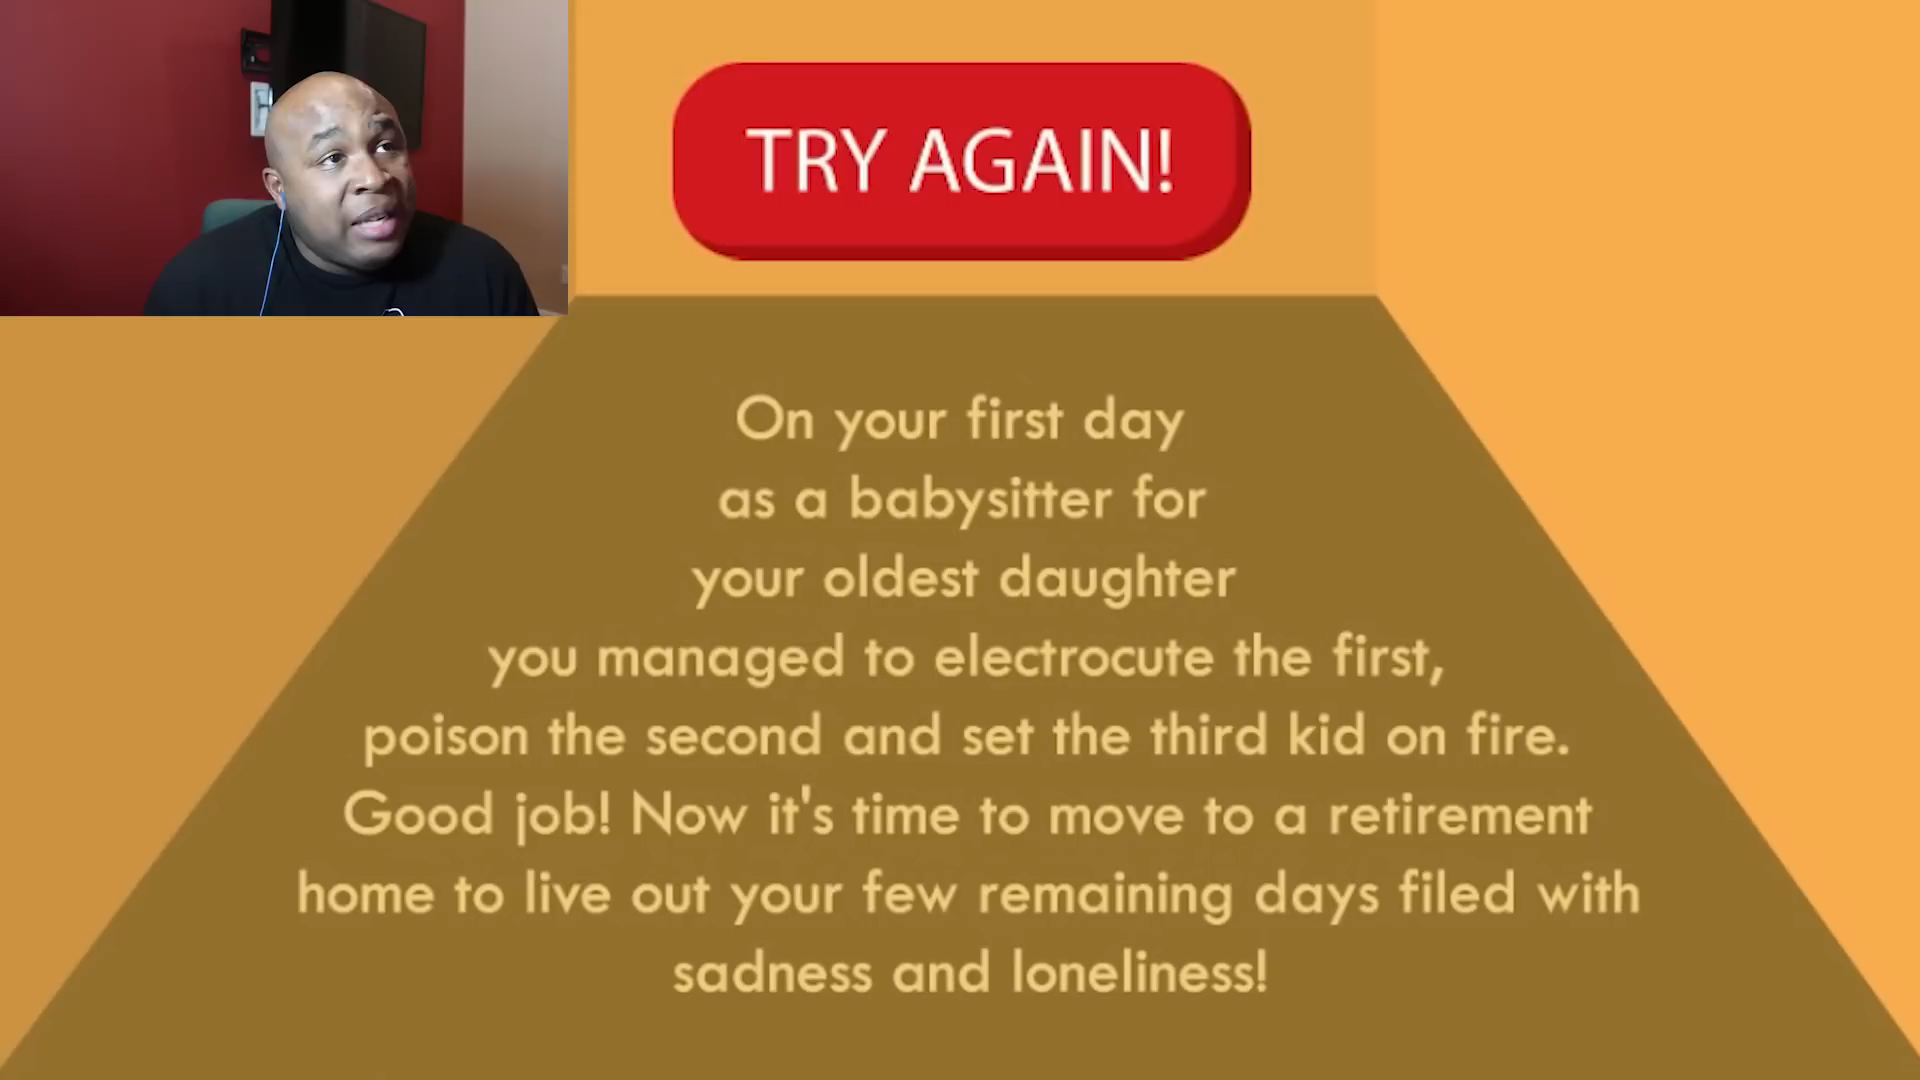 TRY AGAIN!
On your first day
as a babysitter for
your oldest daughter
you managed to electrocute the first,
poison the second and set the third kid on fire.
Good job! Now it's time to move to a retirement
home to live out your few remaining days filed with
sadness and loneliness!